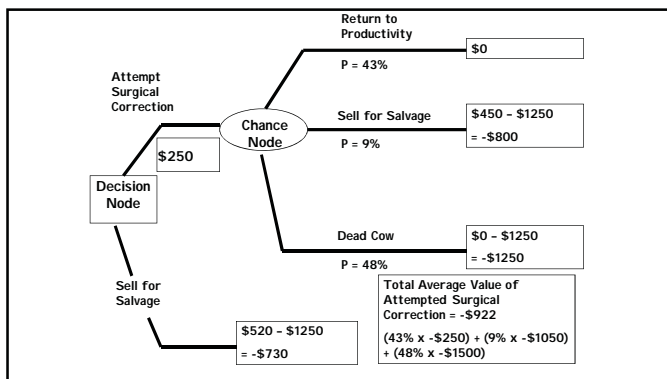 Return to
Productivity
P = 43%
$0
Attempt
Surgical
Correction
$250
Chance
Node
Sell for Salvage
P = 9%
$450 – $1250
= -$800
Decision
Node
Dead Cow
P = 48%
$0 – $1250
= -$1250
Sell for
Salvage
$520 – $1250
= -$730
Total Average Value of
Attempted Surgical
Correction = -$922
(43% x -$250) + (9% x -$1050)
+ (48% x -$1500)